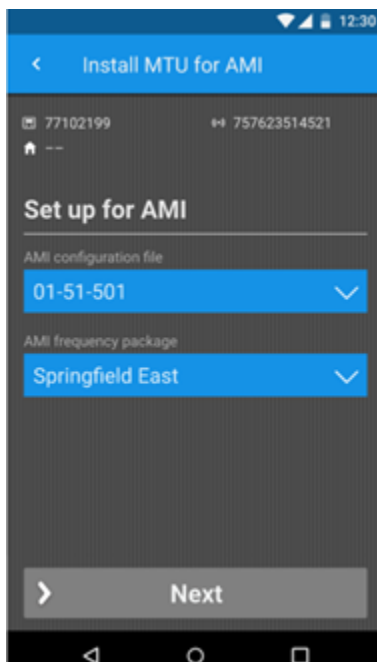 12:30
Install MTU for AMI
77102199 757623514521
--
Set up for AMI
AMI configuration file
01-51-501
AMI frequency package
Springfield East
Next